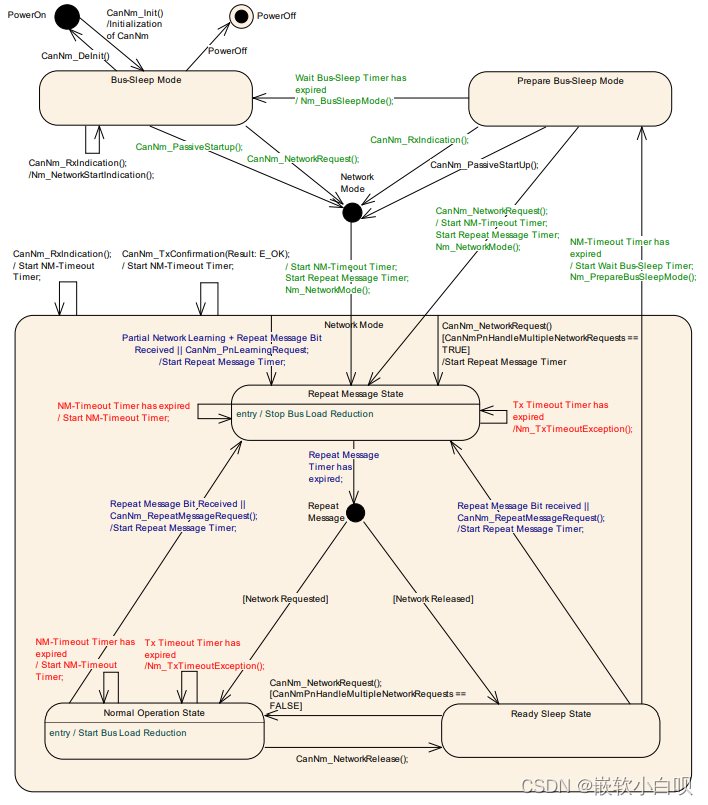 PowerOn
CanNm_Init()
/Initialization
of CanNm
PowerOff
CanNm_DeInit()
PowerOff
Bus-Sleep Mode
Wait Bus-Sleep Timer has
expired
/ Nm_BusSleepMode();
Prepare Bus-Sleep Mode
CanNm_RxIndication();
/Nm_NetworkStartIndication();
CanNm_PassiveStartup();
CanNm_NetworkRequest();
CanNm_RxIndication();
CanNm_PassiveStartUp();
Network
Mode
CanNm_NetworkRequest();
/ Start NM-Timeout Timer;
Start Repeat Message Timer;
Nm_NetworkMode();
NM-Timeout Timer has
expired
/ Start Wait Bus-Sleep Timer;
Nm_PrepareBusSleepMode();
CanNm_RxIndication();
/ Start NM-Timeout
Timer;
CanNm_TxConfirmation(Result: E_OK);
/ Start NM-Timeout Timer;
/ Start NM-Timeout Timer;
Start Repeat Message Timer;
Nm_NetworkMode();
Network Mode
Partial Network Learning + Repeat Message Bit
Received || CanNm_PnLearningRequest;
/Start Repeat Message Timer;
CanNm_NetworkRequest()
[CanNmPnHandleMultipleNetworkRequests ==
TRUE]
/Start Repeat Message Timer
Repeat Message State
entry / Stop Bus Load Reduction
NM-Timeout Timer has expired
/ Start NM-Timeout Timer;
Tx Timeout Timer has
expired
/Nm_TxTimeoutException();
Repeat Message
Timer has
expired;
Repeat
Message
Repeat Message Bit Received ||
CanNm_RepeatMessageRequest();
/Start Repeat Message Timer;
Repeat Message Bit received ||
CanNm_RepeatMessageRequest();
/Start Repeat Message Timer;
[Network Requested]
[Network Released]
NM-Timeout Timer has
expired
/ Start NM-Timeout
Timer;
Tx Timeout Timer has
expired
/Nm_TxTimeoutException();
CanNm_NetworkRequest();
[CanNmPnHandleMultipleNetworkRequests ==
FALSE]
Normal Operation State
entry / Start Bus Load Reduction
Ready Sleep State
CanNm_NetworkRelease();
CSDN @嵌软小白呗